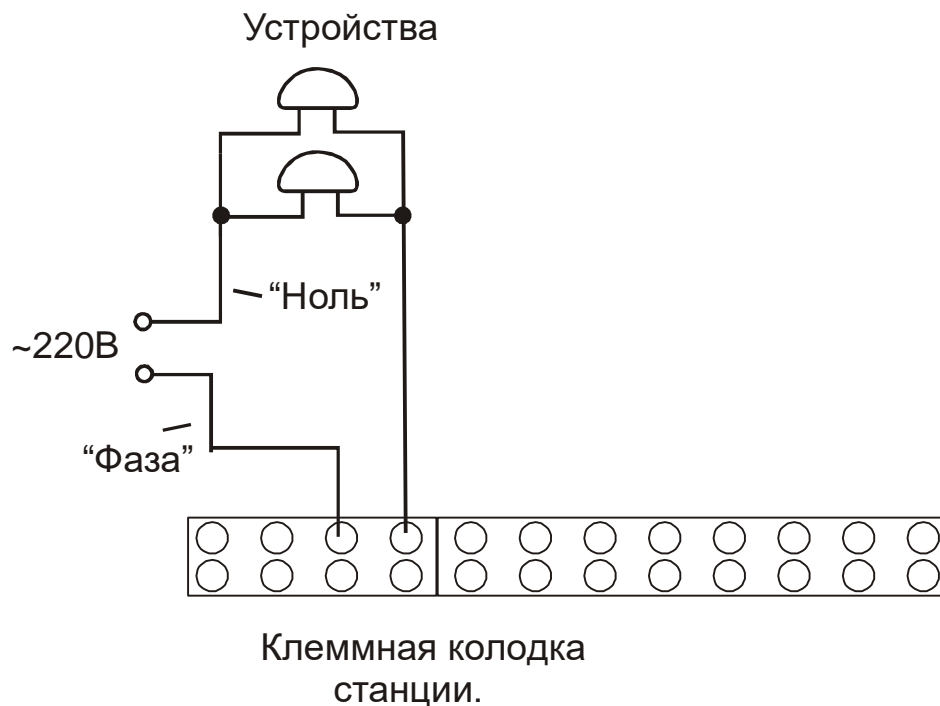 Устройства
“Ноль”
~220В
“Фаза”
Клеммная колодка
станции.